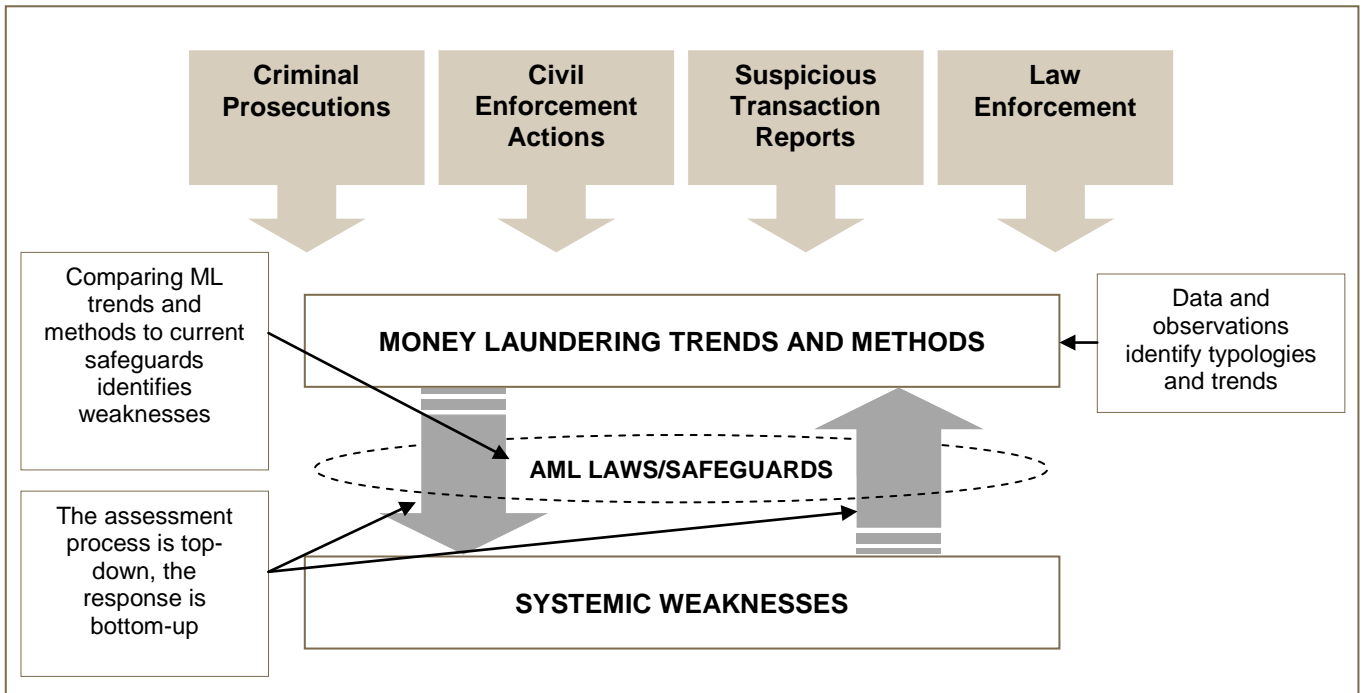 Criminal
Prosecutions
Civil
Enforcement
Actions
Suspicious
Transaction
Reports
Law
Enforcement
Comparing ML
trends and
methods to current
safeguards
identifies
weaknesses
MONEY LAUNDERING TRENDS AND METHODS
Data and
observations
identify typologies
and trends
AML LAWS/SAFEGUARDS
The assessment
process is top-
down, the
response is
bottom-up
SYSTEMIC WEAKNESSES